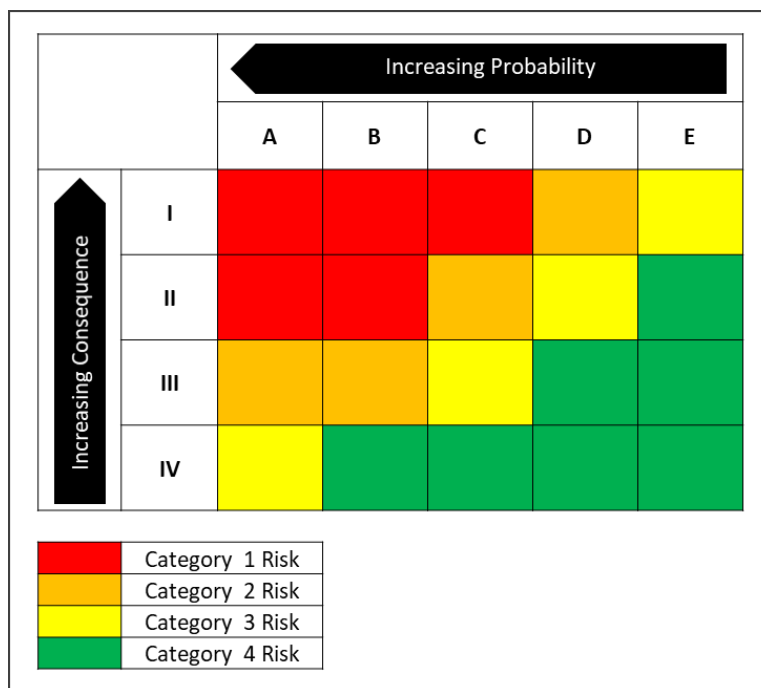 Increasing Probability
A B C D E
Increasing Consequence
I
II
III
IV
Category 1 Risk
Category 2 Risk
Category 3 Risk
Category 4 Risk